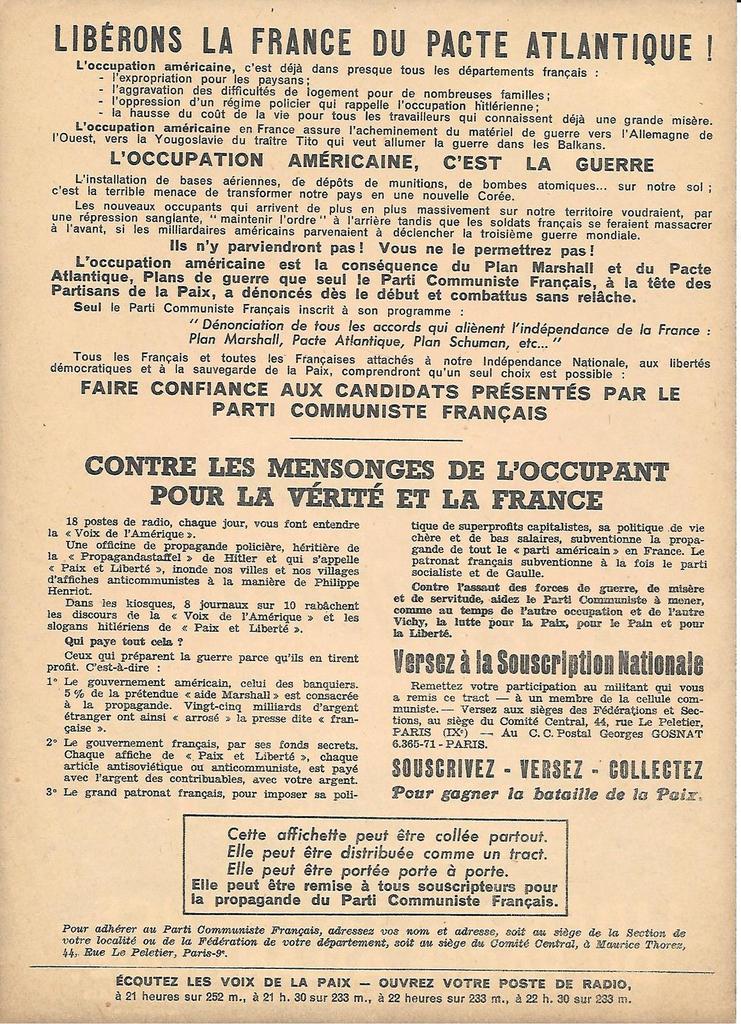 LIBÉRONS LA FRANCE DU PACTE ATLANTIQUE !
L'occupation américaine, c'est déjà dans presque tous les départements français :
- l'expropriation pour les paysans;
- l'aggravation des difficultés de logement pour de nombreuses familles;
- l'oppression d'un régime policier qui rappelle l'occupation hitlérienne;
- la hausse du coût de la vie pour tous les travailleurs qui connaissent déjà une grande misère.
L'occupation américaine en France assure l'acheminement du matériel de guerre vers l'Allemagne de
l'Ouest, vers la Yougoslavie du traître Tito qui veut allumer la guerre dans les Balkans.
L'OCCUPATION AMÉRICAINE, C'EST LA GUERRE
L'installation de bases aériennes, de dépôts de munitions, de bombes atomiques... sur notre sol ;
c'est la terrible menace de transformer notre pays en une nouvelle Corée.
Les nouveaux occupants qui arrivent de plus en plus massivement sur notre territoire voudraient, par
une répression sanglante, " maintenir l'ordre " à l'arrière tandis que les soldats français se feraient massacrer
à l'avant, si les milliardaires américains parvenaient à déclencher la troisième guerre mondiale.
Ils n'y parviendront pas ! Vous ne le permettrez pas !
L'occupation américaine est la conséquence du Plan Marshall et du Pacte
Atlantique, Plans de guerre que seul le Parti Communiste Français, à la tête des
Partisans de la Paix, a dénoncés dès le début et combattus sans relâche.
Seul le Parti Communiste Français inscrit à son programme :
" Dénonciation de tous les accords qui aliènent l'indépendance de la France :
Plan Marshall, Pacte Atlantique, Plan Schuman, etc... "
Tous les Français et toutes les Françaises attachés à notre Indépendance Nationale, aux libertés
démocratiques et à la sauvegarde de la Paix, comprendront qu'un seul choix est possible :
FAIRE CONFIANCE AUX CANDIDATS PRÉSENTÉS PAR LE
PARTI COMMUNISTE FRANÇAIS
CONTRE LES MENSONGES DE L'OCCUPANT
POUR LA VÉRITÉ ET LA FRANCE
18 postes de radio, chaque jour, vous font entendre
la « Voix de l'Amérique ».
Une officine de propagande policière, héritière de
la « Propagandastaffel » de Hitler et qui s'appelle
« Paix et Liberté », inonde nos villes et nos villages
d'affiches anticommunistes à la manière de Philippe
Henriot.
Dans les kiosques, 8 journaux sur 10 rabâchent
les discours de la « Voix de l'Amérique » et les
slogans hitlériens de « Paix et Liberté ».
Qui paye tout cela ?
Ceux qui préparent la guerre parce qu'ils en tirent
profit. C'est-à-dire :
1° Le gouvernement américain, celui des banquiers.
5 % de la prétendue « aide Marshall » est consacrée
à la propagande. Vingt-cinq milliards d'argent
étranger ont ainsi « arrosé » la presse dite « fran-
çaise ».
2° Le gouvernement français, par ses fonds secrets.
Chaque affiche de « Paix et Liberté », chaque
article antisoviétique ou anticommuniste, est payé
avec l'argent des contribuables, avec votre argent.
3° Le grand patronat français, pour imposer sa poli-
tique de superprofits capitalistes, sa politique de vie
chère et de bas salaires, subventionne la propa-
gande de tout le « parti américain » en France. Le
patronat français subventionne à la fois le parti
socialiste et de Gaulle.
Contre l'assaut des forces de guerre, de misère
et de servitude, aidez le Parti Communiste à mener,
comme au temps de l'autre occupation et de l'autre
Vichy, la lutte pour la Paix, pour le Pain et pour
la Liberté.
Versez à la Souscription Nationale
Remettez votre participation au militant qui vous
a remis ce tract — à un membre de la cellule com-
muniste. — Versez aux sièges des Fédérations et Sec-
tions, au siège du Comité Central, 44, rue Le Peletier,
PARIS (IX°) — Au C. C. Postal Georges GOSNAT
6.365-71 - PARIS.
SOUSCRIVEZ - VERSEZ - COLLECTEZ
Pour gagner la bataille de la Paix.
Cette affichette peut être collée partout.
Elle peut être distribuée comme un tract.
Elle peut être portée porte à porte.
Elle peut être remise à tous souscripteurs pour
la propagande du Parti Communiste Français.
Pour adhérer au Parti Communiste Français, adressez vos nom et adresse, soit au siège de la Section de
votre localité ou de la Fédération de votre département, soit au siège du Comité Central, à Maurice Thorez,
44, Rue Le Peletier, Paris-9°.
ÉCOUTEZ LES VOIX DE LA PAIX — OUVREZ VOTRE POSTE DE RADIO,
à 21 heures sur 252 m., à 21 h. 30 sur 233 m., à 22 heures sur 233 m., à 22 h. 30 sur 233 m.